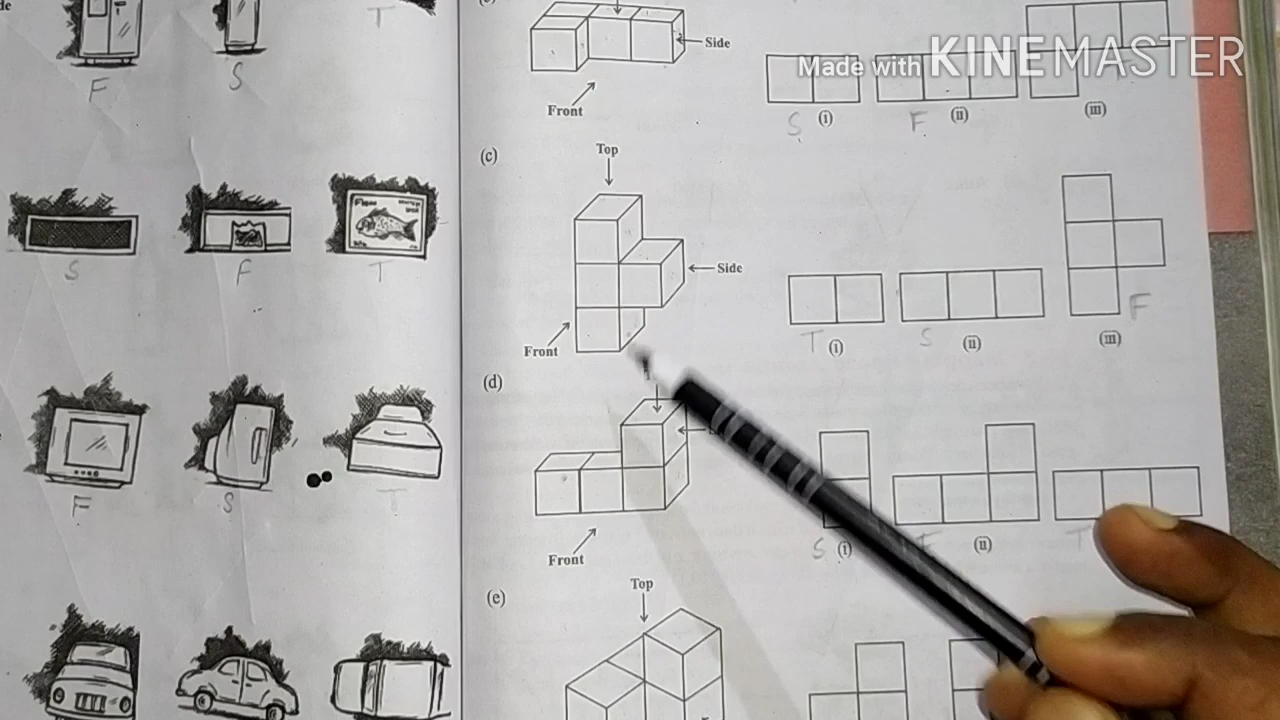 Made with KINEMASTER
T
F
S
Side
Front
S
(i)
F
(ii)
(iii)
(c)
Top
Side
Front
S
F
T
T
(i)
S
(ii)
F
(iii)
(d)
Front
F
S
T
S
(i)
F
(ii)
T
(e)
Top